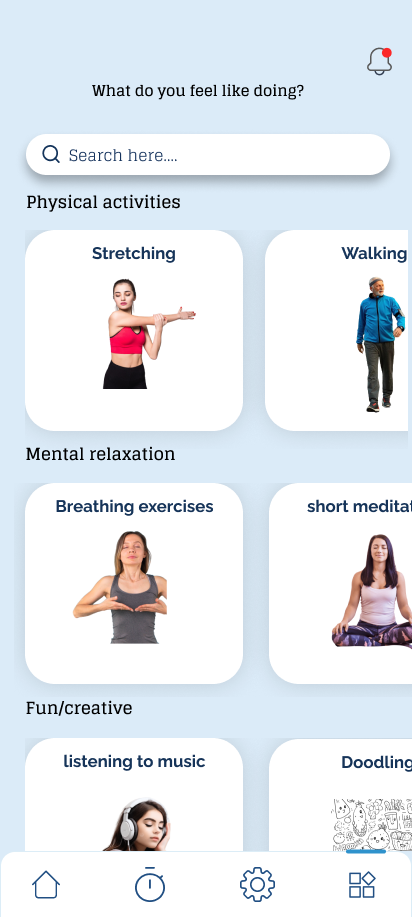 What do you feel like doing?
Search here....
Physical activities
Stretching
Walking
Mental relaxation
Breathing exercises
short meditat
Fun/creative
listening to music
Doodling